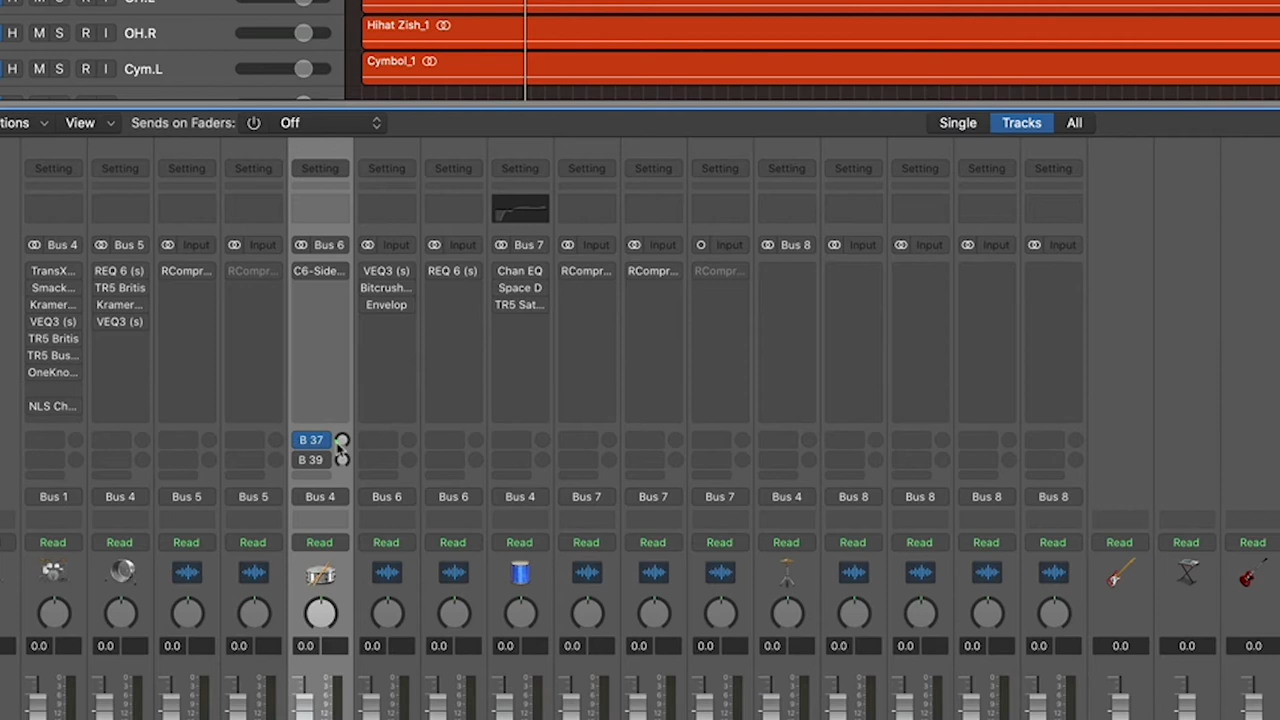 H M S R I OH.R
Hihat Zish_1
H M S R I Cym.L
Cymbol_1
tions View Sends on Faders: Off Single Tracks All
Setting Setting Setting Setting Setting Setting Setting Setting Setting Setting Setting Setting Setting Setting Setting Setting
Bus 4 Bus 5 Input Input Bus 6 Input Input Bus 7 Input Input Input Bus 8 Input Input Input Input
TransX... REQ 6 (s) RCompr... RCompr... C6-Side... VEQ3 (s) REQ 6 (s) Chan EQ RCompr... RCompr... RCompr...
Smack... TR5 Britis Bitcrush... Space D
Kramer... Kramer... Envelop TR5 Sat...
VEQ3 (s) VEQ3 (s)
TR5 Britis
TR5 Bus...
OneKno...
NLS Ch...
B 37
B 39
Bus 1 Bus 4 Bus 5 Bus 5 Bus 4 Bus 6 Bus 6 Bus 4 Bus 7 Bus 7 Bus 7 Bus 4 Bus 8 Bus 8 Bus 8 Bus 8
Read Read Read Read Read Read Read Read Read Read Read Read Read Read Read Read Read Read Read
0.0 0.0 0.0 0.0 0.0 0.0 0.0 0.0 0.0 0.0 0.0 0.0 0.0 0.0 0.0 0.0 0.0 0.0 0.0